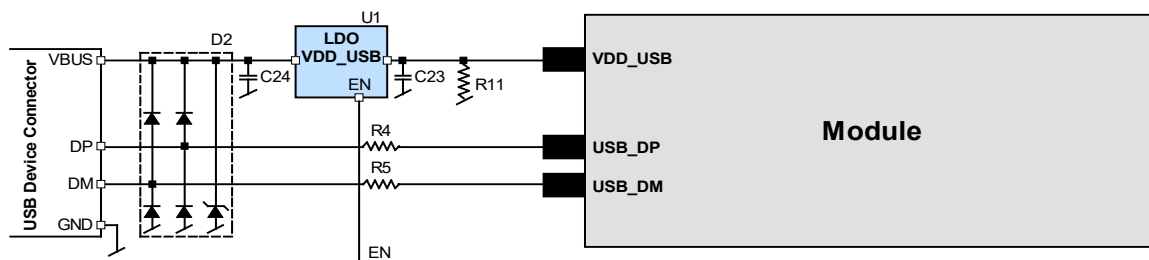 U1
D2
LDO
VDD_USB
VBUS
C24
C23
R11
EN
VDD_USB
USB Device Connector
Module
R4
DP
USB_DP
R5
DM
USB_DM
GND
EN